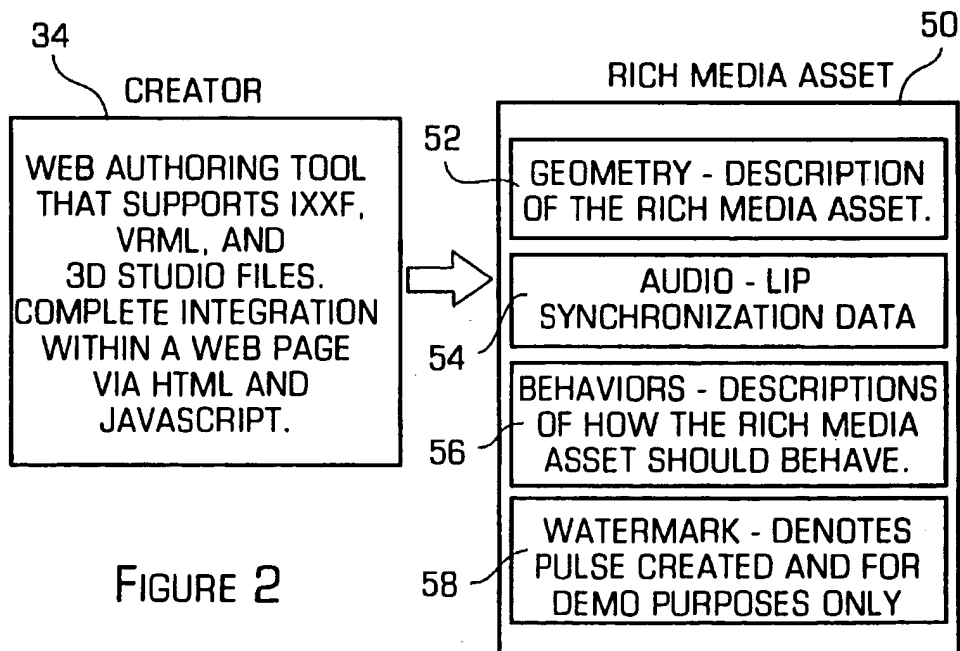 34
CREATOR
WEB AUTHORING TOOL
THAT SUPPORTS IXXF,
VRML, AND
3D STUDIO FILES.
COMPLETE INTEGRATION
WITHIN A WEB PAGE
VIA HTML AND
JAVASCRIPT.
50
RICH MEDIA ASSET
52
GEOMETRY - DESCRIPTION
OF THE RICH MEDIA ASSET.
54
AUDIO - LIP
SYNCHRONIZATION DATA
56
BEHAVIORS - DESCRIPTIONS
OF HOW THE RICH MEDIA
ASSET SHOULD BEHAVE.
58
WATERMARK - DENOTES
PULSE CREATED AND FOR
DEMO PURPOSES ONLY
FIGURE 2